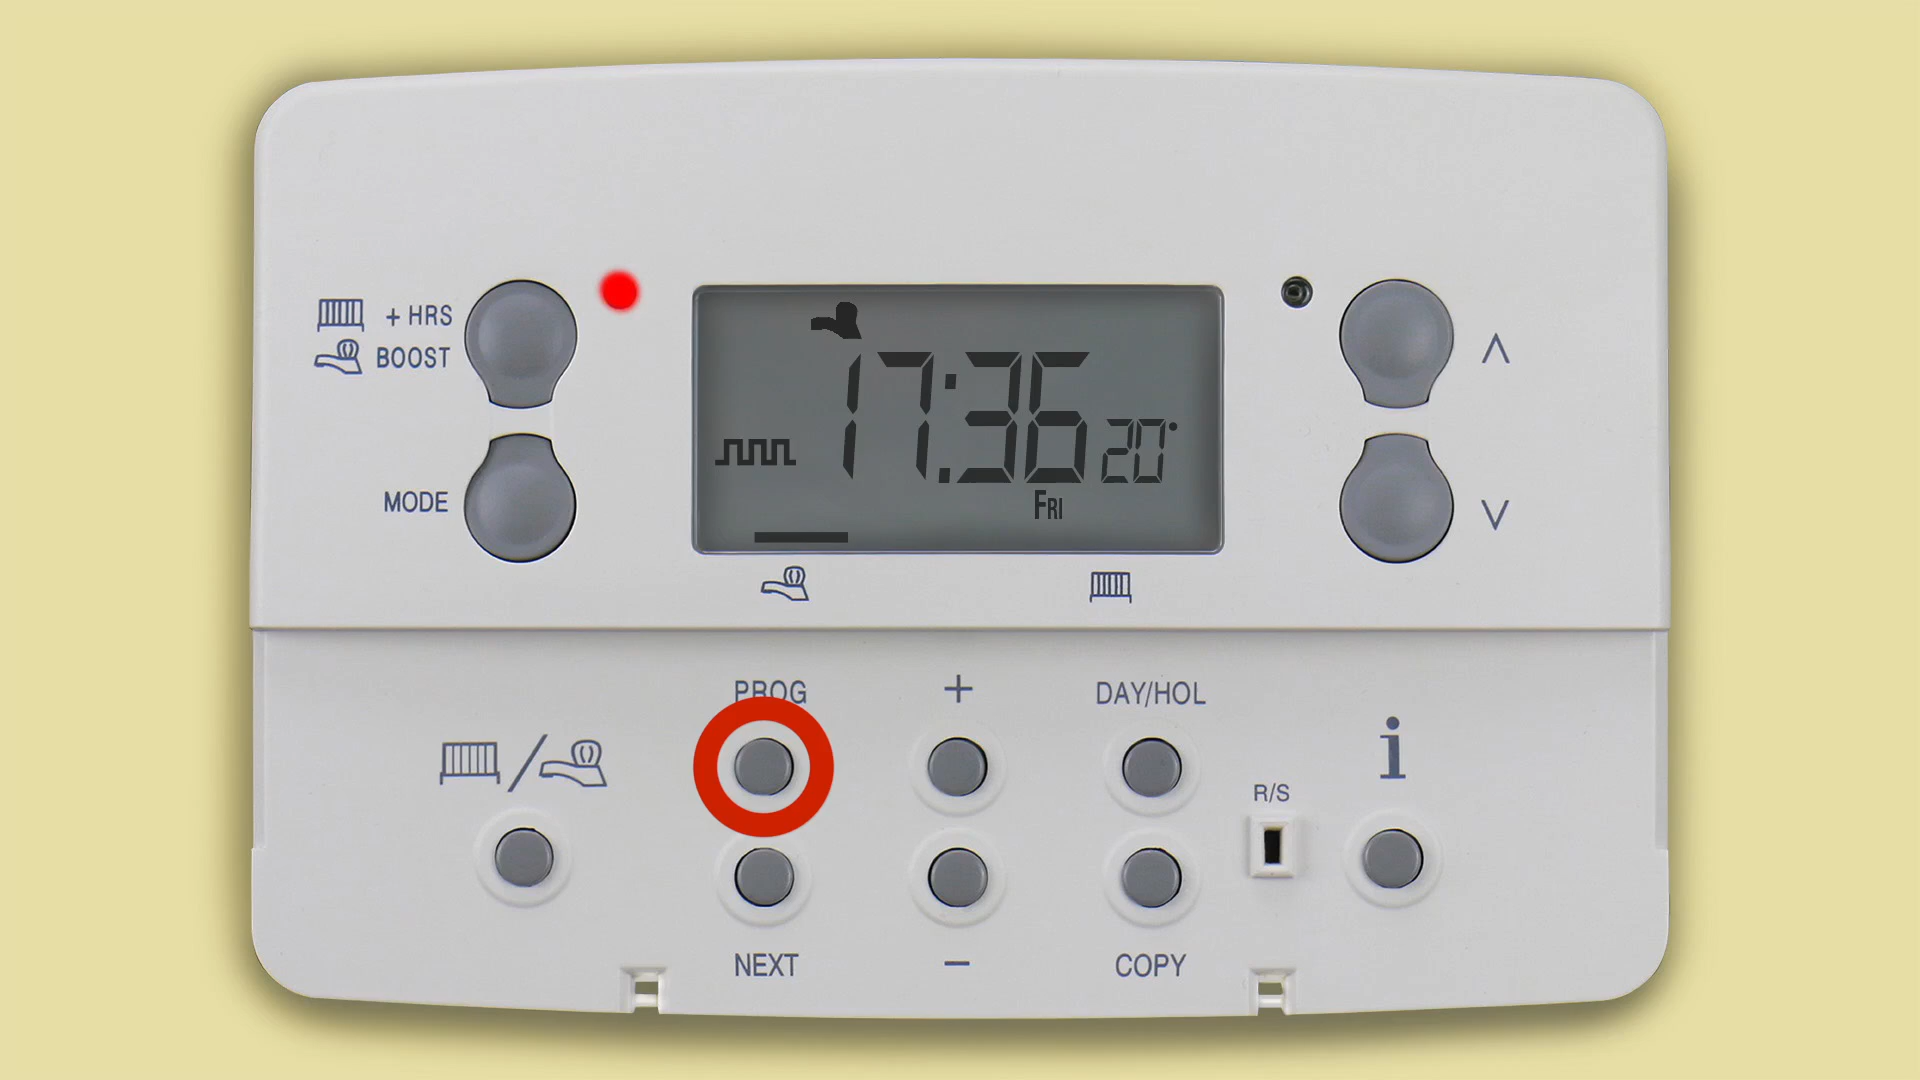 + HRS
BOOST
MODE
17:36 20°
FRI
PROG
+
DAY/HOL
i
R/S
NEXT
−
COPY